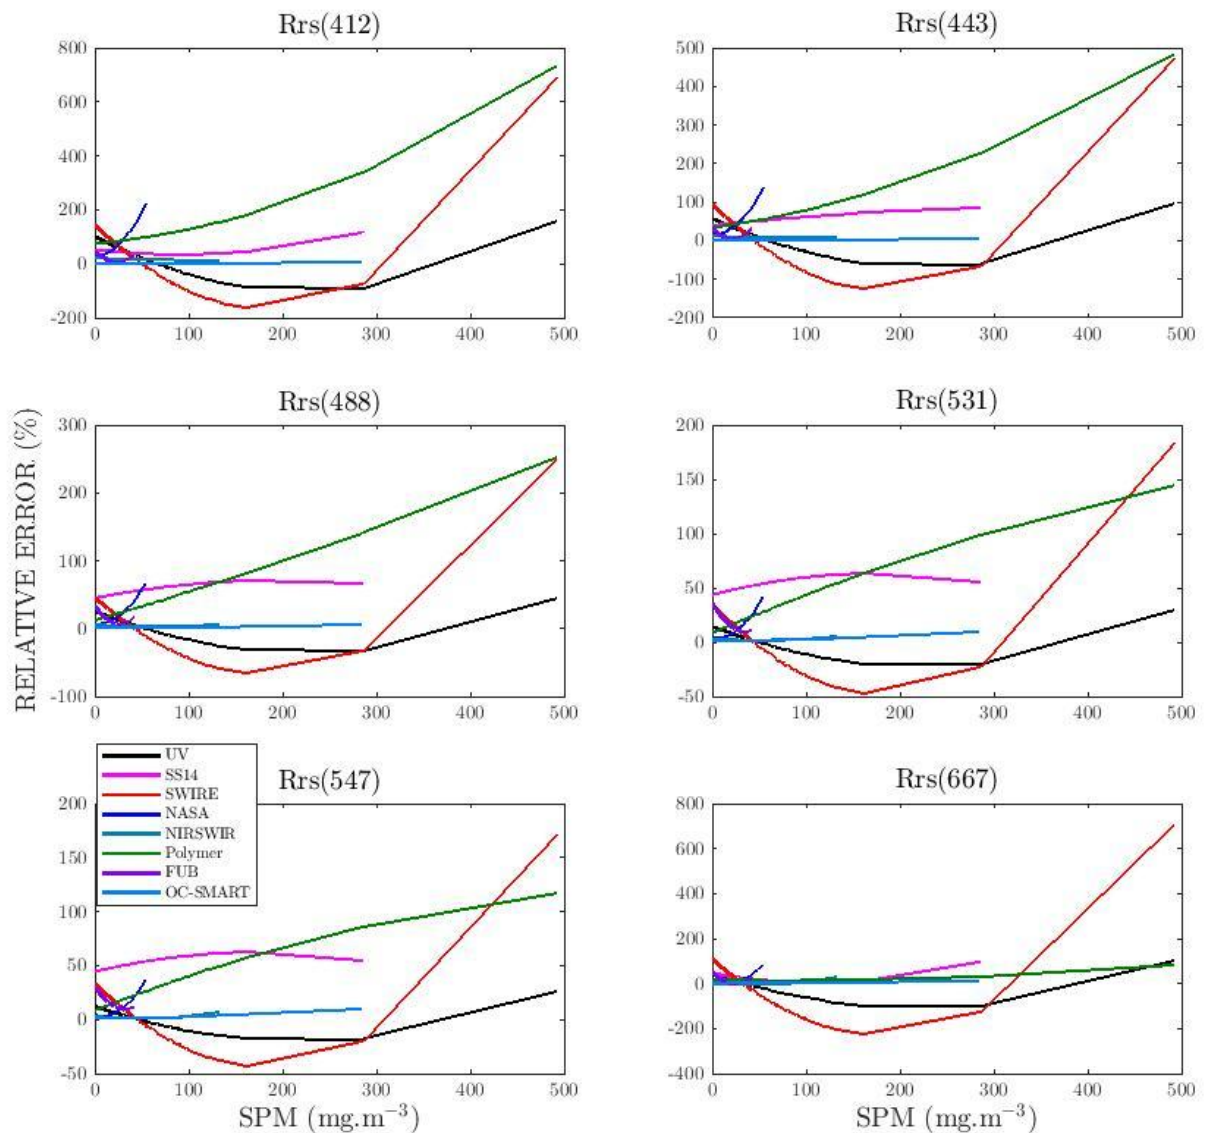 Rrs(412)
800
600
400
200
0
-200
0 100 200 300 400 500
Rrs(443)
500
400
300
200
100
0
-100
-200
0 100 200 300 400 500
RELATIVE ERROR (%)
Rrs(488)
300
200
100
0
-100
0 100 200 300 400 500
Rrs(531)
200
150
100
50
0
-50
0 100 200 300 400 500
Rrs(547)
200
150
100
50
0
-50
0 100 200 300 400 500
SPM (mg.m⁻³)
UV
SS14
SWIRE
NASA
NIRSWIR
Polymer
FUB
OC-SMART
Rrs(667)
800
600
400
200
0
-200
-400
0 100 200 300 400 500
SPM (mg.m⁻³)